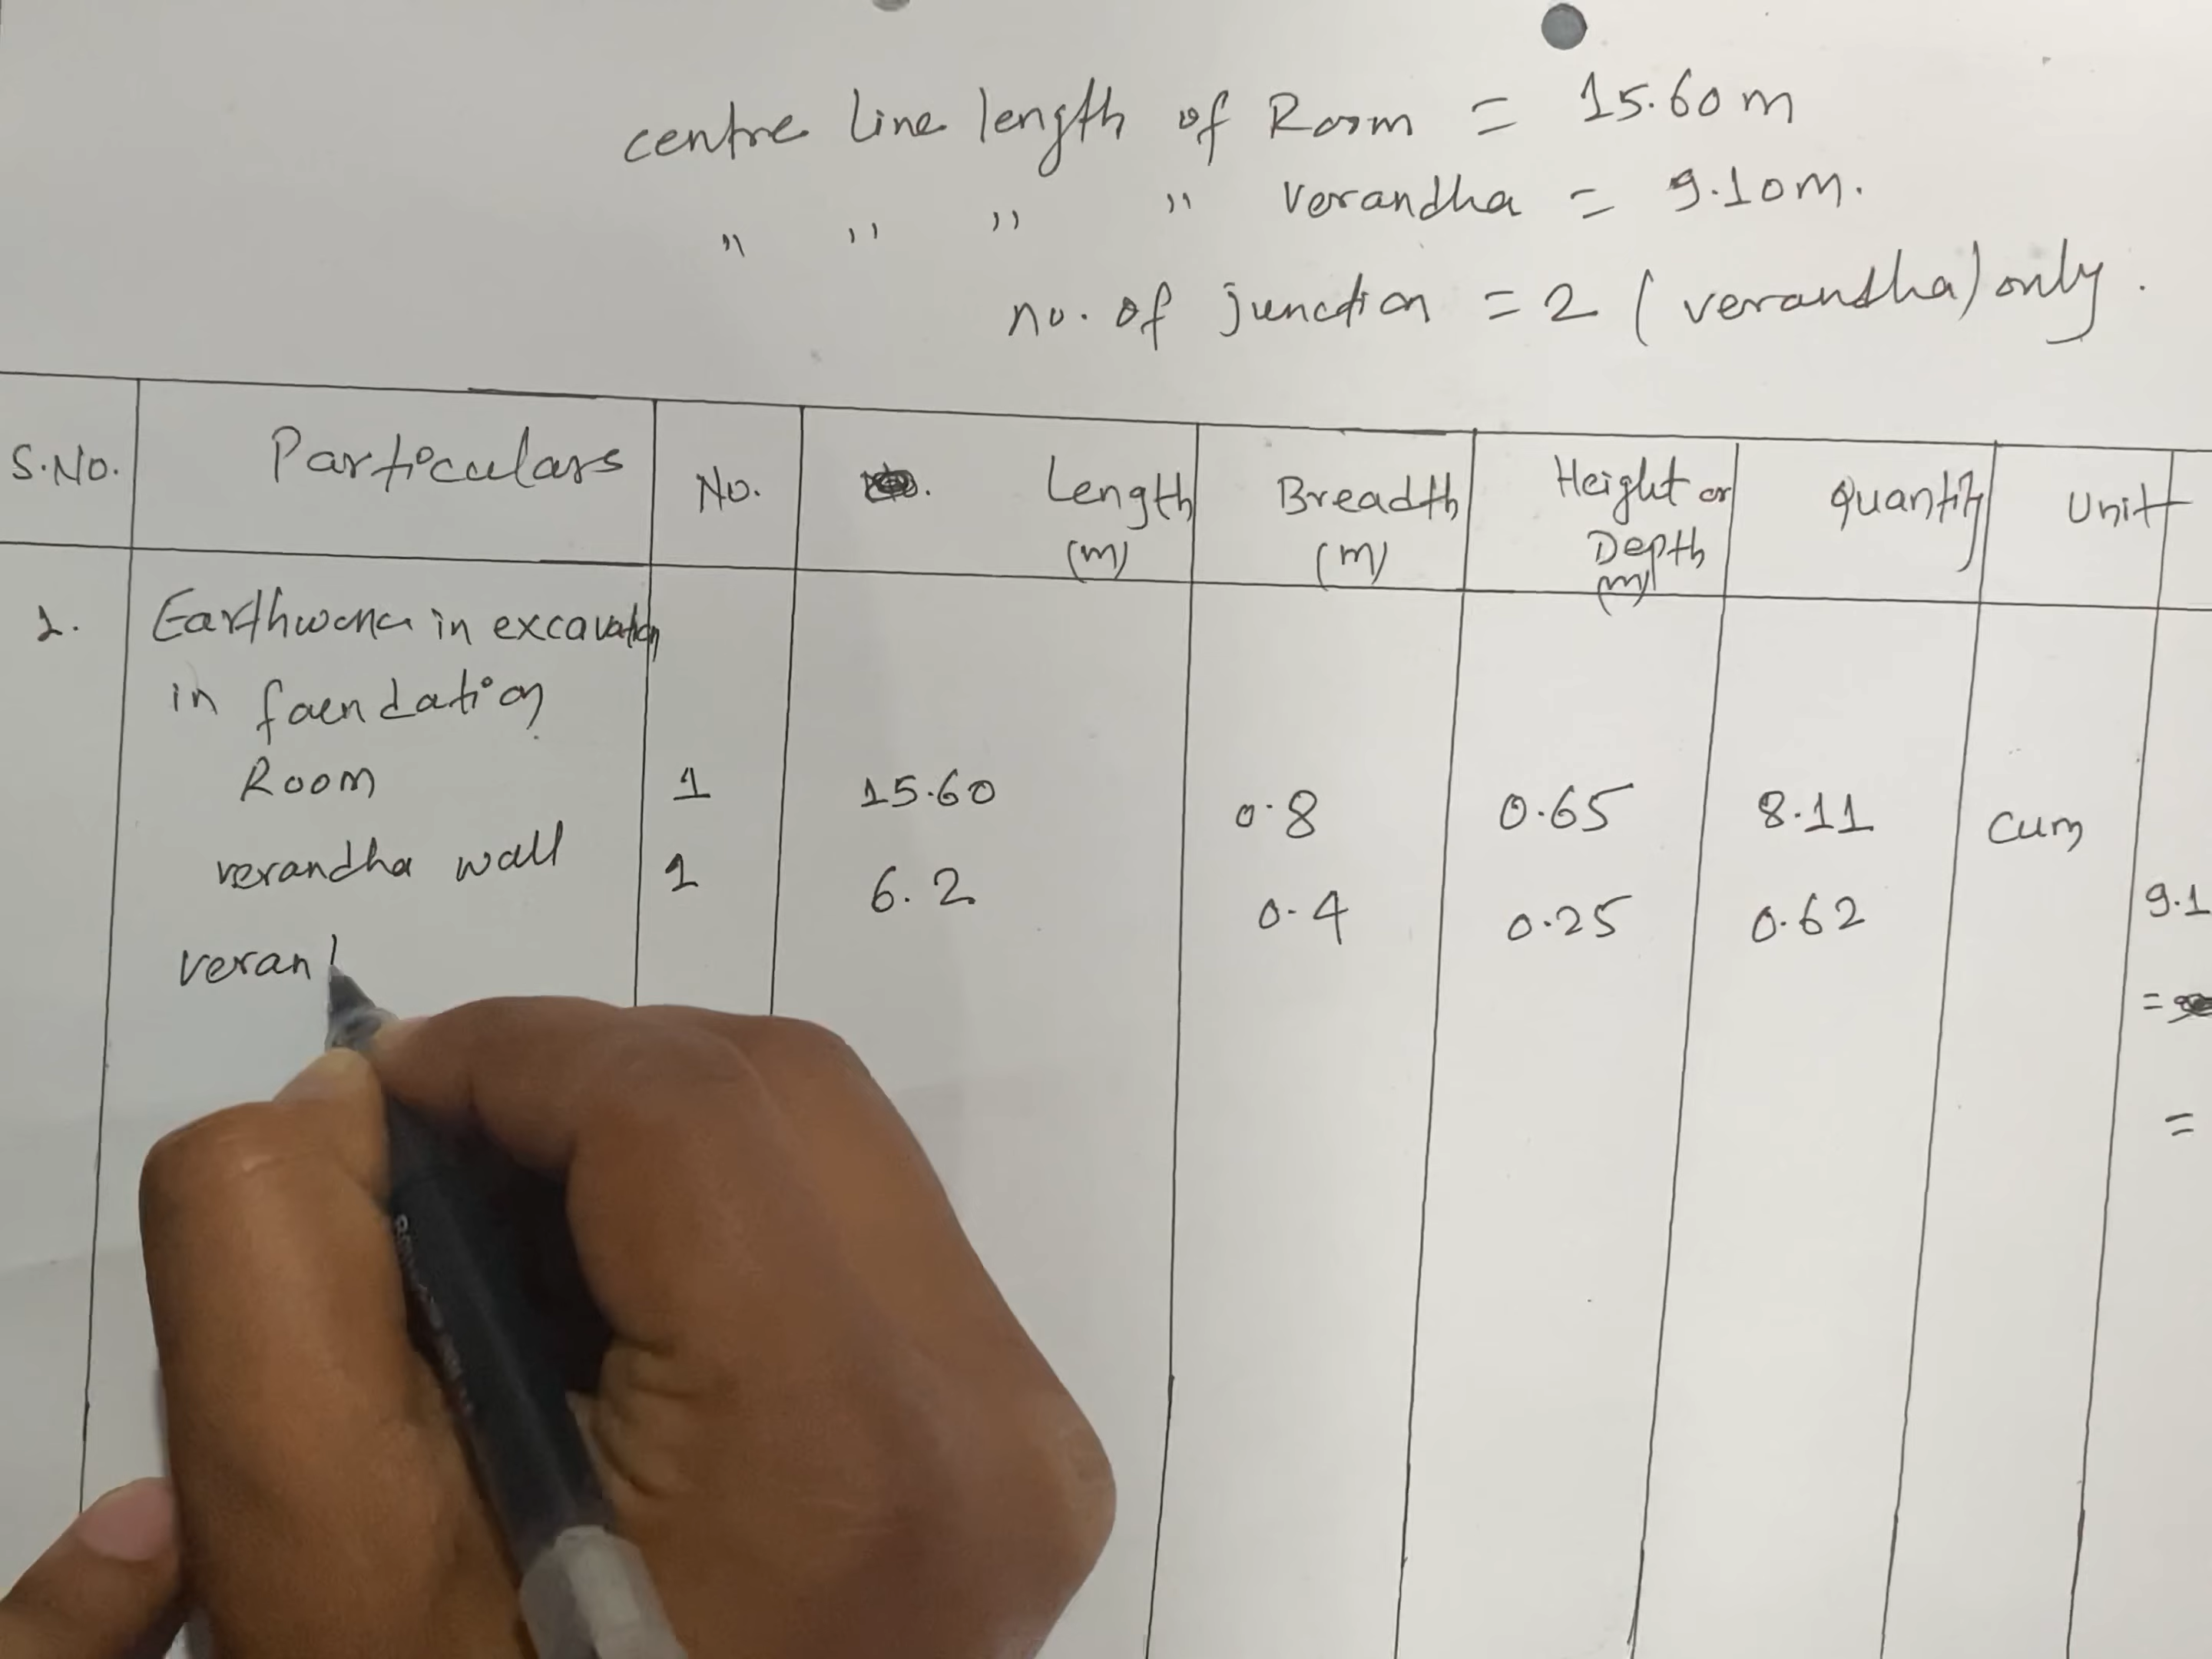 centre line length of Room = 15.60 m
" " " " verandha = 9.10m.
no. of junction = 2 (verandha) only.
S.No. Particulars No. Length (m) Breadth (m) Height or Depth (m) Quantity Unit
1. Earthwork in excavation
in foundation
Room 1 15.60 0.8 0.65 8.11 cum
verandha wall 1 6.2 0.4 0.25 0.62
9.1
veran
=
=